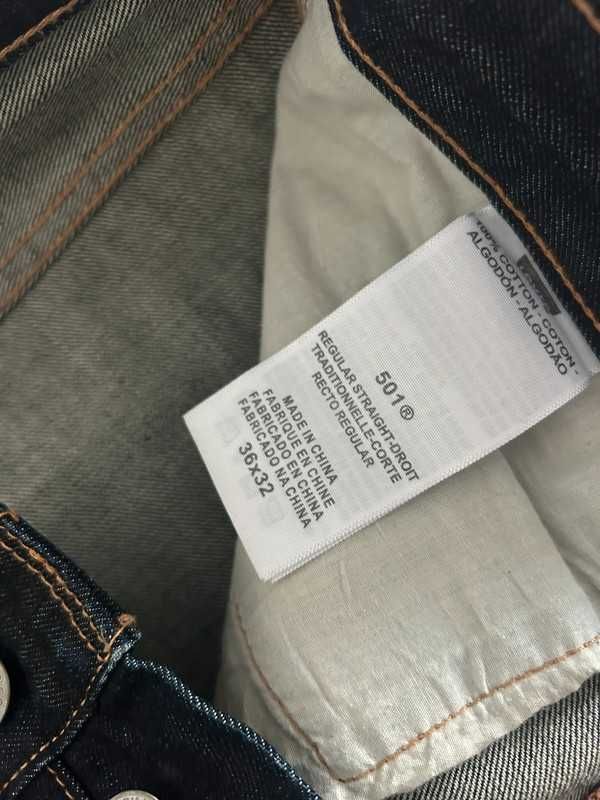 100% COTTON - COTON -
ALGODÓN - ALGODÃO
501®
REGULAR STRAIGHT-DROIT
TRADITIONNELLE-CORTE
RECTO REGULAR
MADE IN CHINA
FABRIQUE EN CHINE
FABRICADO EN CHINA
FABRICADO NA CHINA
36X32